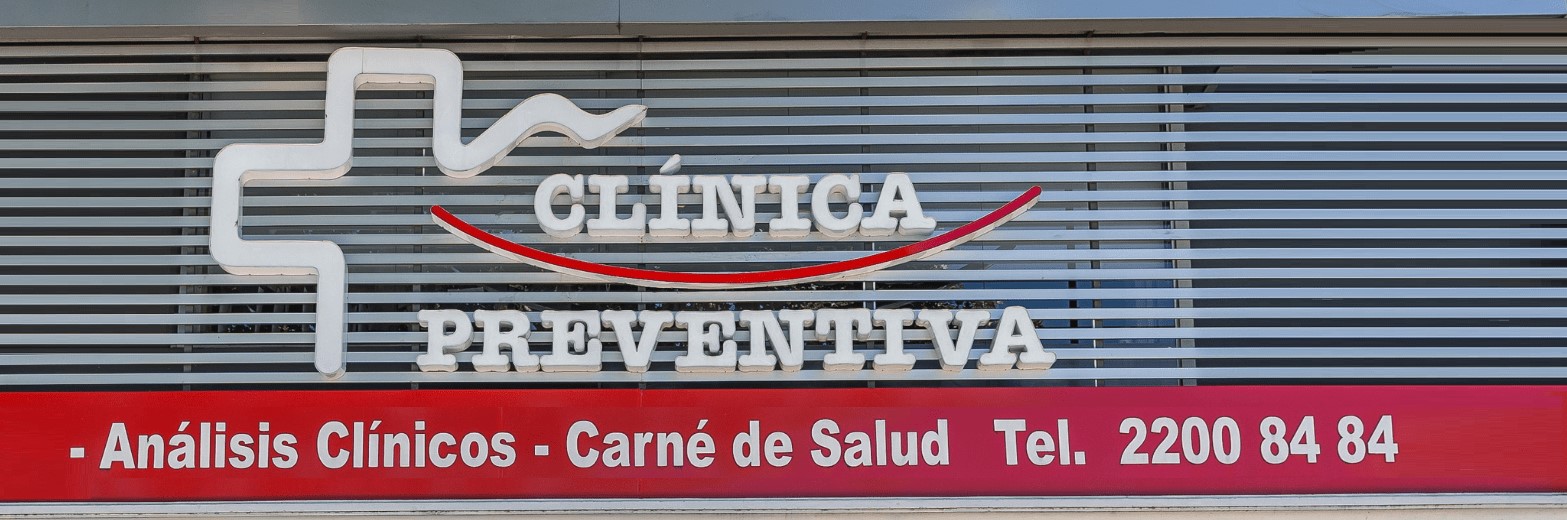 CLÍNICA
PREVENTIVA
- Análisis Clínicos - Carné de Salud Tel. 2200 84 84